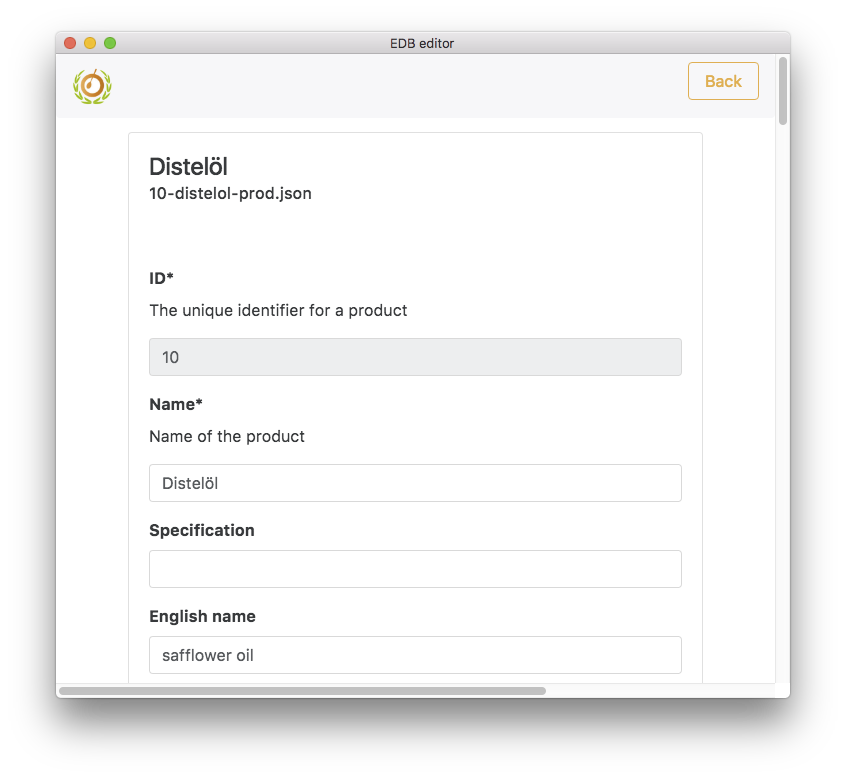 EDB editor
Back
Distelöl
10-distelol-prod.json
ID*
The unique identifier for a product
10
Name*
Name of the product
Distelöl
Specification
English name
safflower oil